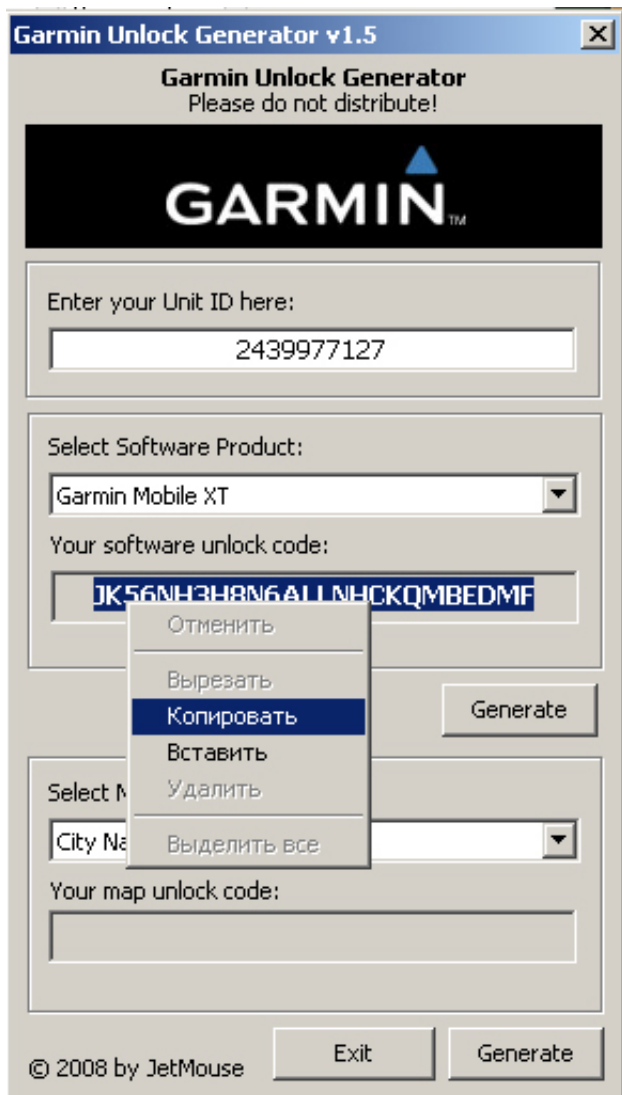 Garmin Unlock Generator v1.5
Garmin Unlock Generator
Please do not distribute!
GARMIN™
Enter your Unit ID here:
2439977127
Select Software Product:
Garmin Mobile XT
Your software unlock code:
JK56NH3H8N6ALLNHCKQMBEDMF
Отменить
Вырезать
Копировать
Вставить
Удалить
Выделить все
Generate
Select
City
Your map unlock code:
© 2008 by JetMouse
Exit
Generate